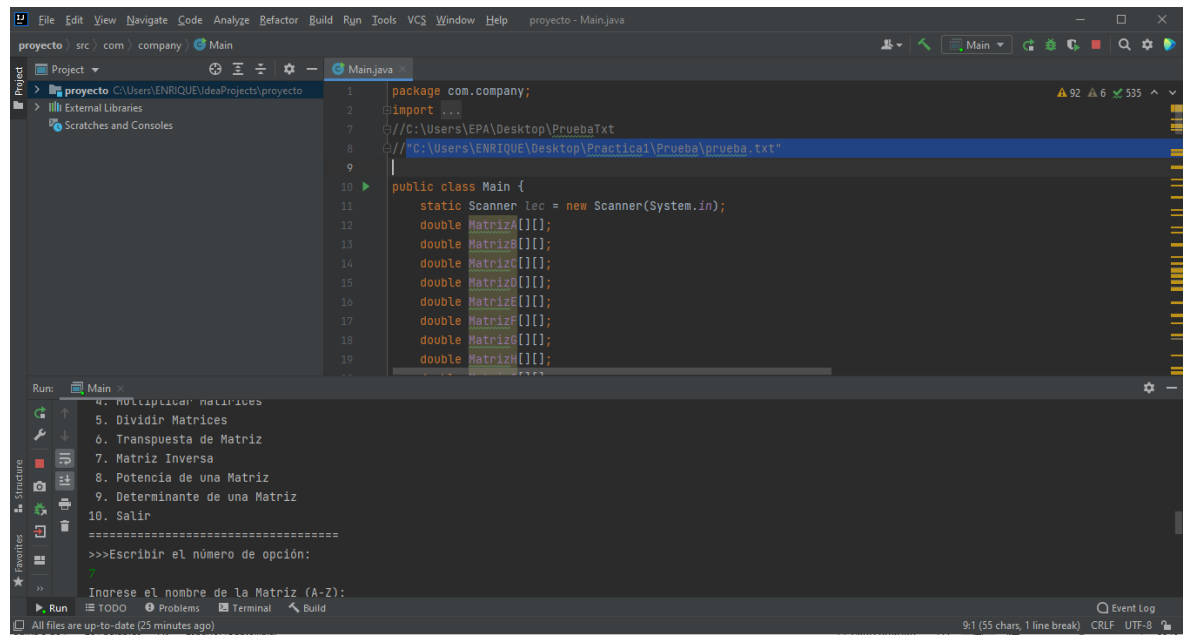 File Edit View Navigate Code Analyze Refactor Build Run Tools VCS Window Help proyecto - Main.java
proyecto src com company Main
Main
Project
Main.java
Project
proyecto C:\Users\ENRIQUE\IdeaProjects\proyecto
External Libraries
Scratches and Consoles
92 6 535
1 package com.company;
2 import ...
7 //C:\Users\EPA\Desktop\PruebaTxt
8 //"C:\Users\ENRIQUE\Desktop\Practica1\Prueba\prueba.txt"
9
10 public class Main {
11 static Scanner lec = new Scanner(System.in);
12 double MatrizA[][];
13 double MatrizB[][];
14 double MatrizC[][];
15 double MatrizD[][];
16 double MatrizE[][];
17 double MatrizF[][];
18 double MatrizG[][];
19 double MatrizH[][];
Run: Main
4. Multiplicar Matirices
5. Dividir Matrices
6. Transpuesta de Matriz
7. Matriz Inversa
8. Potencia de una Matriz
9. Determinante de una Matriz
10. Salir
====================================
>>>Escribir el número de opción:
7
Ingrese el nombre de la Matriz (A-Z):
Structure
Favorites
Run TODO Problems Terminal Build Event Log
All files are up-to-date (25 minutes ago) 9:1 (55 chars, 1 line break) CRLF UTF-8